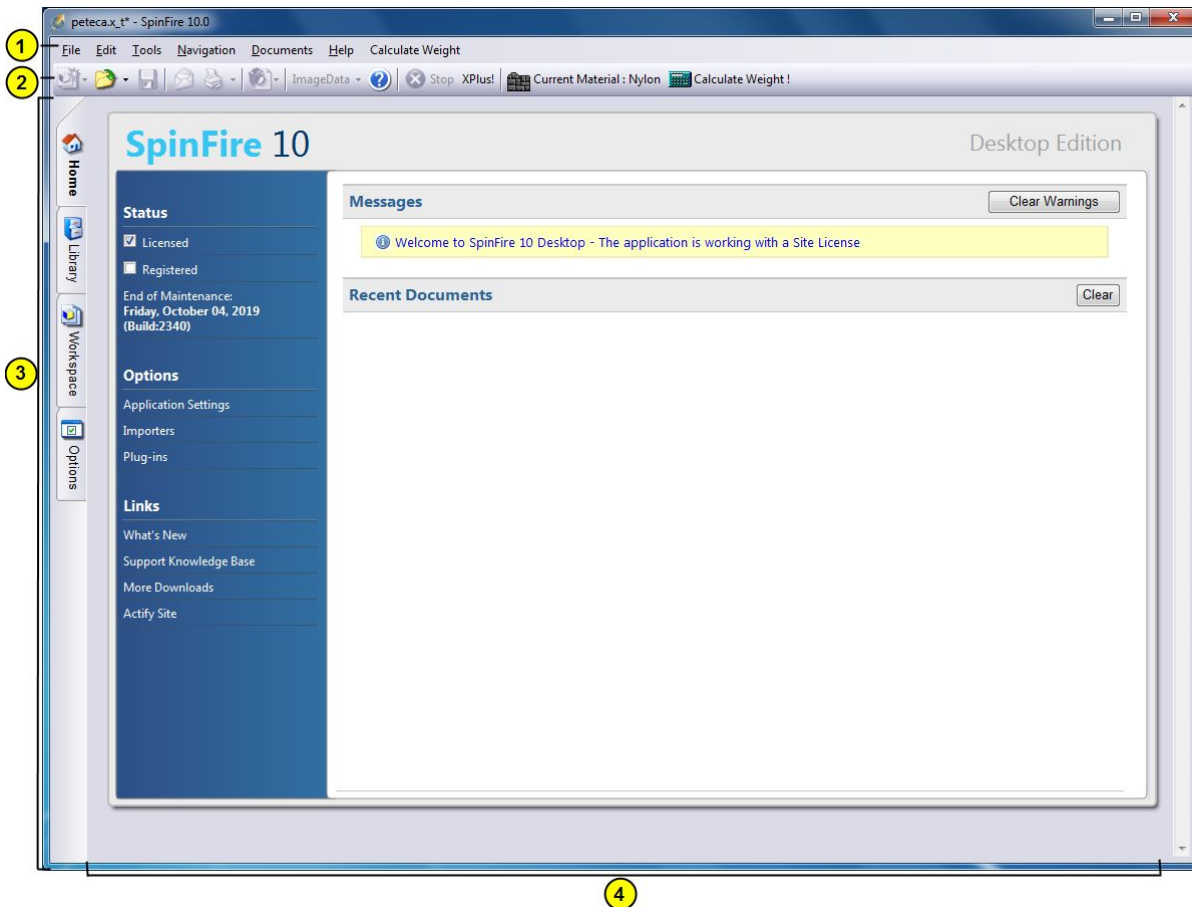 peteca.x_t* - SpinFire 10.0
1
File Edit Tools Navigation Documents Help Calculate Weight
2
ImageData Stop XPlus! Current Material : Nylon Calculate Weight !
SpinFire 10
Desktop Edition
Home
Library
Workspace
Options
3
Status
Licensed
Registered
End of Maintenance:
Friday, October 04, 2019
(Build:2340)
Options
Application Settings
Importers
Plug-ins
Links
What's New
Support Knowledge Base
More Downloads
Actify Site
Messages
Clear Warnings
Welcome to SpinFire 10 Desktop - The application is working with a Site License
Recent Documents
Clear
4